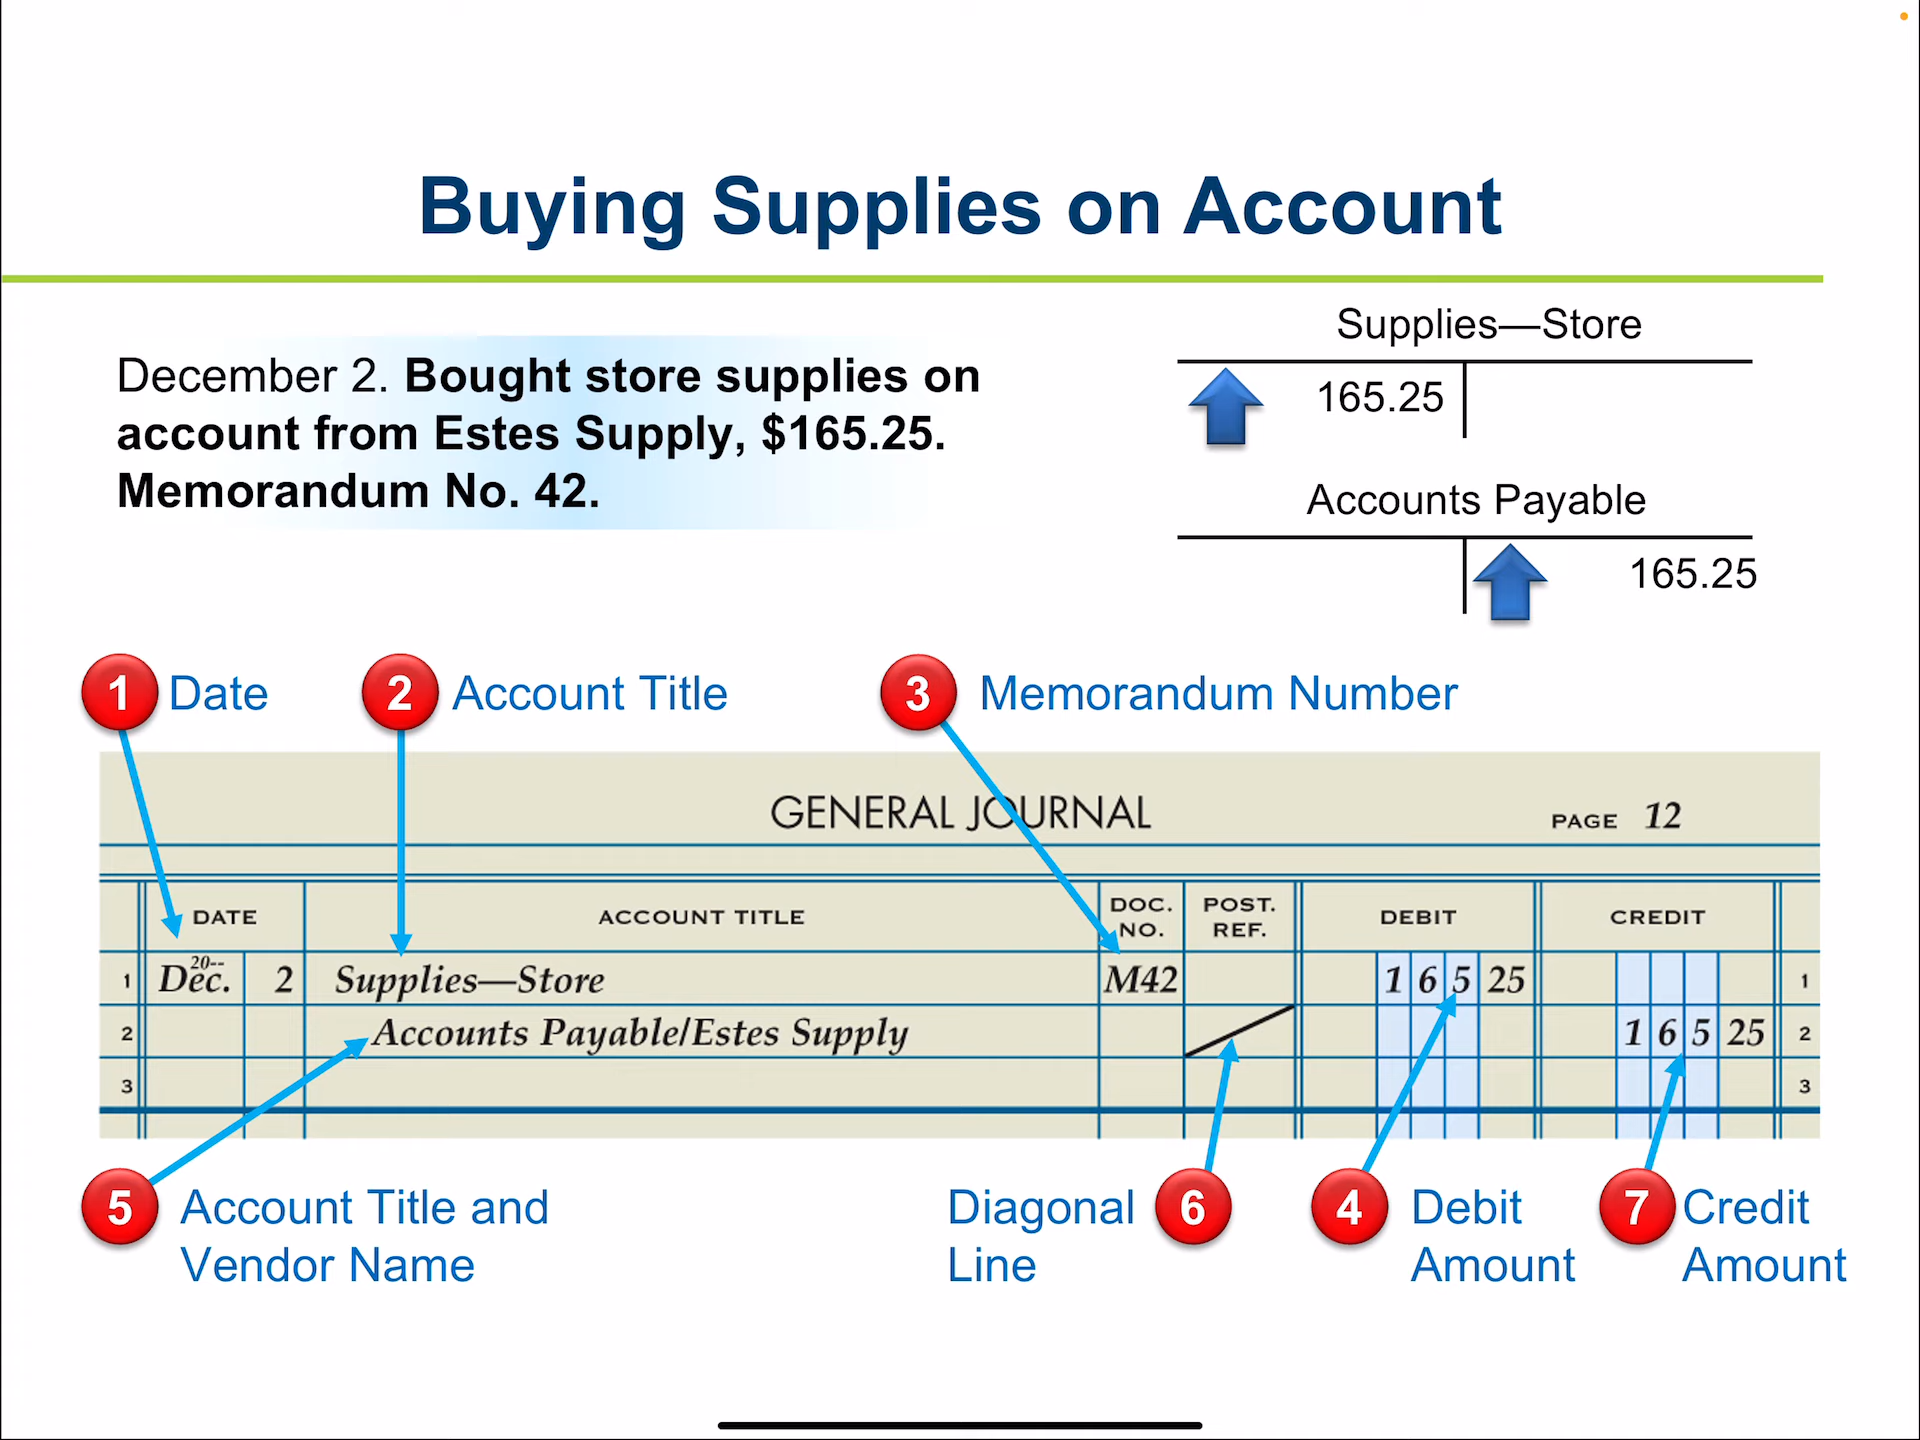 Buying Supplies on Account
December 2. Bought store supplies on
account from Estes Supply, $165.25.
Memorandum No. 42.
Supplies—Store
165.25
Accounts Payable
165.25
1 Date
2 Account Title
3 Memorandum Number
GENERAL JOURNAL
PAGE 12
DATE ACCOUNT TITLE DOC. NO. POST. REF. DEBIT CREDIT
20--
1 Dec. 2 Supplies—Store M42 1 6 5 25 1
2 Accounts Payable/Estes Supply 1 6 5 25 2
3 3
5 Account Title and
Vendor Name
Diagonal 6
Line
4 Debit
Amount
7 Credit
Amount